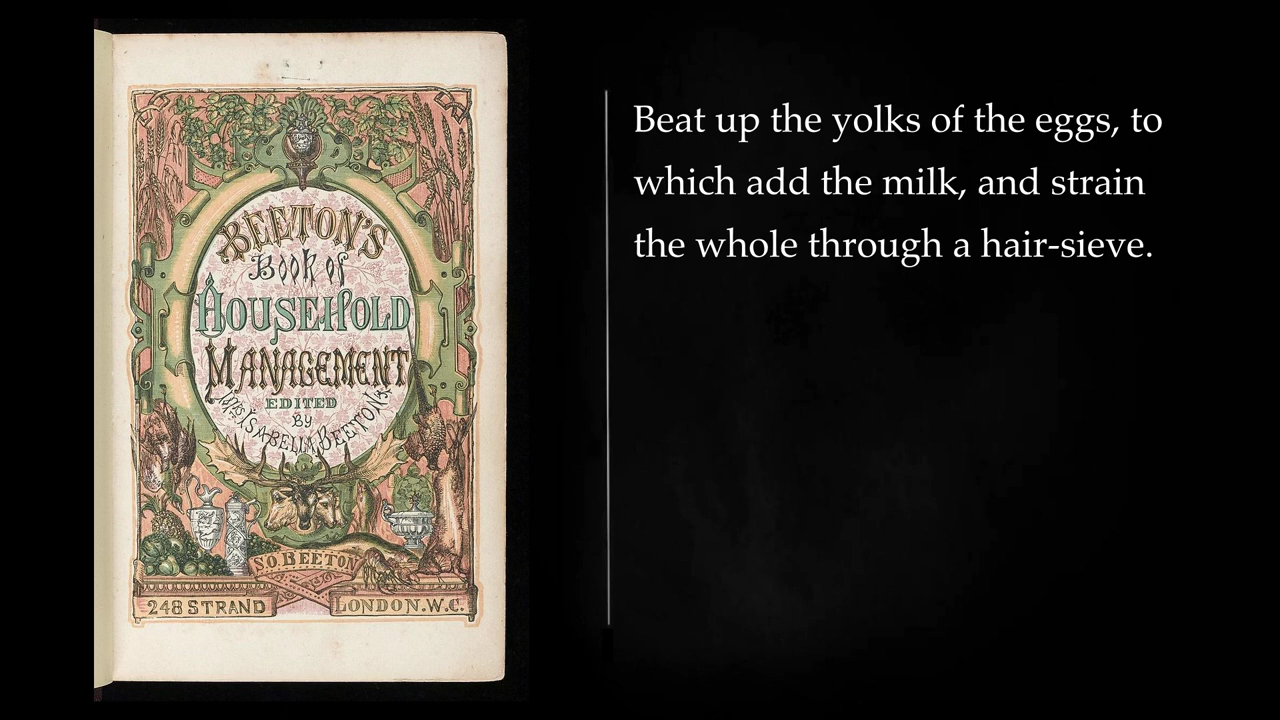 BEETON'S
Book of
HOUSEHOLD
MANAGEMENT
EDITED
By
MRS ISABELLA BEETON
S.O. BEETON
248 STRAND
LONDON. W.C.
Beat up the yolks of the eggs, to
which add the milk, and strain
the whole through a hair-sieve.